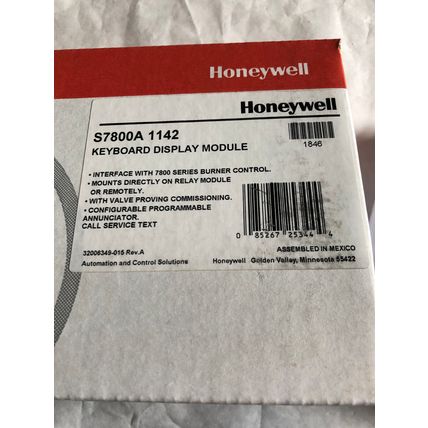 Honeywell
Honeywell
S7800A 1142
KEYBOARD DISPLAY MODULE
1846
• INTERFACE WITH 7800 SERIES BURNER CONTROL.
• MOUNTS DIRECTLY ON RELAY MODULE
OR REMOTELY.
• WITH VALVE PROVING COMMISSIONING.
• CONFIGURABLE PROGRAMMABLE
ANNUNCIATOR.
CALL SERVICE TEXT
0 85267 25344 4
32006349-015 Rev.A
ASSEMBLED IN MEXICO
Automation and Control Solutions
Honeywell Golden Valley, Minnesota 55422